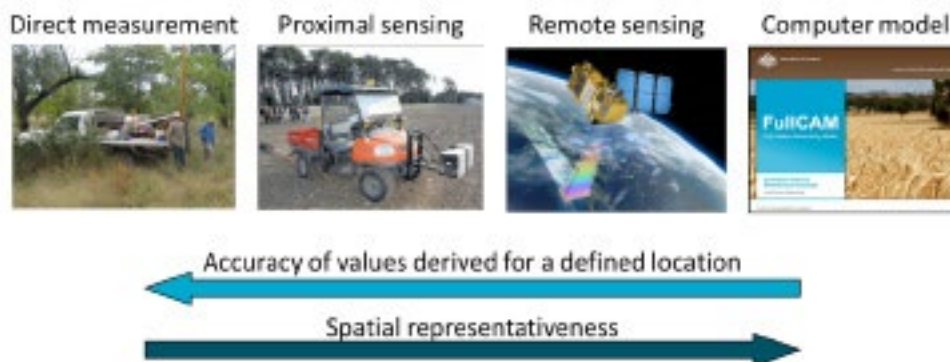 Direct measurement
Proximal sensing
Remote sensing
Computer model
FullCAM
Accuracy of values derived for a defined location
Spatial representativeness